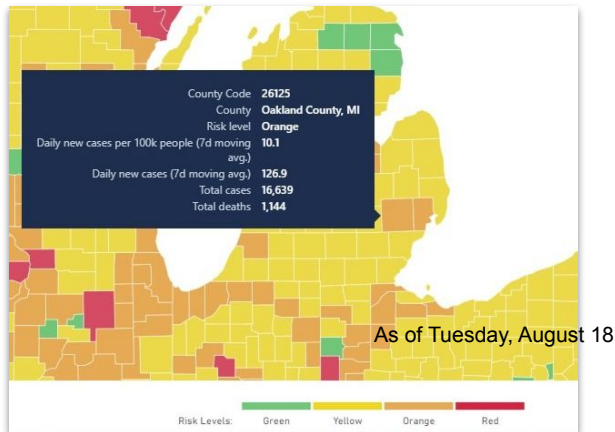 County Code 26125
County Oakland County, MI
Risk level Orange
Daily new cases per 100k people (7d moving 10.1
avg.)
Daily new cases (7d moving avg.) 126.9
Total cases 16,639
Total deaths 1,144
As of Tuesday, August 18
Risk Levels: Green Yellow Orange Red